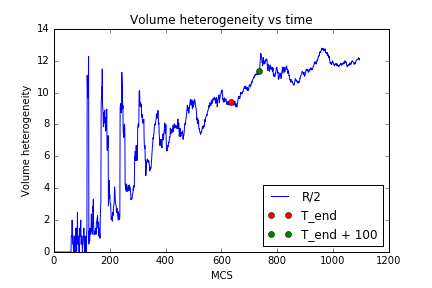 Volume heterogeneity vs time
14
12
10
8
6
4
2
0
Volume heterogeneity
0 200 400 600 800 1000 1200
MCS
R/2
T_end
T_end + 100